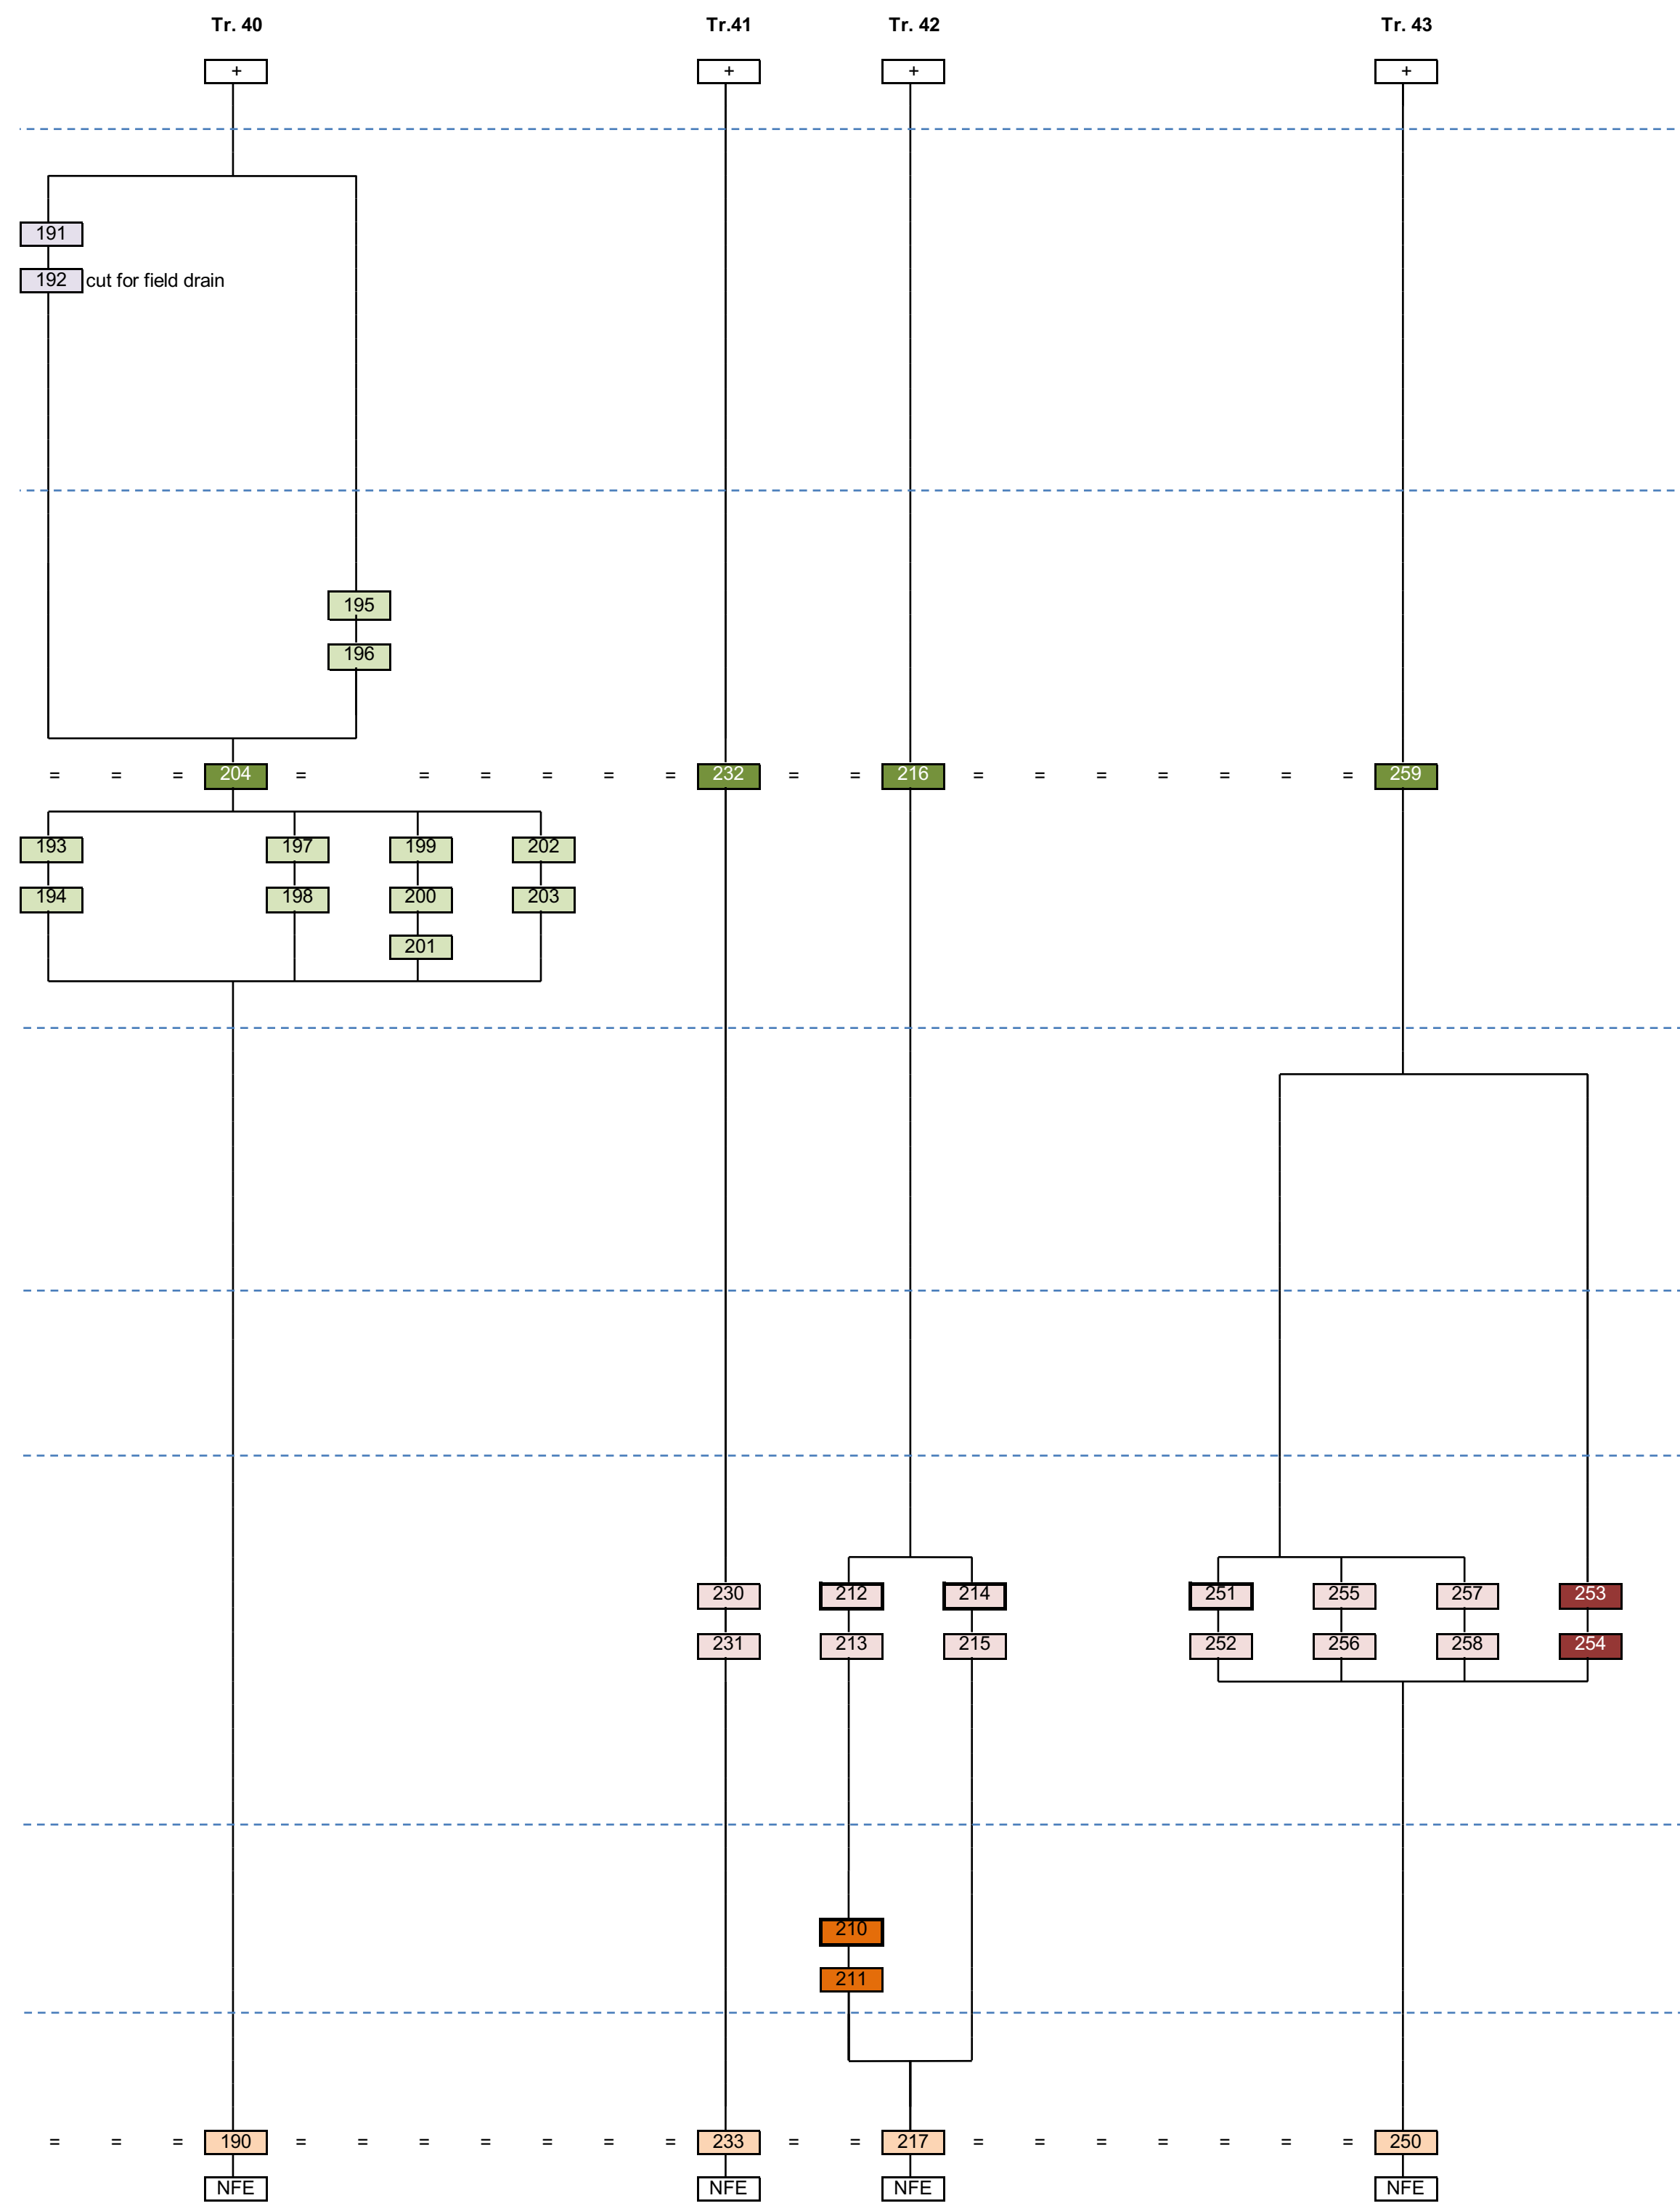 Tr. 40 Tr.41 Tr. 42 Tr. 43
+ + + +
191
192 cut for field drain
195
196
= = = 204 = = = = = = 232 = = 216 = = = = = = = 259
193 197 199 202
194 198 200 203
201
230 212 214 251 255 257 253
231 213 215 252 256 258 254
210
211
= = = 190 = = = = = = = 233 = = 217 = = = = = = = 250
NFE NFE NFE NFE